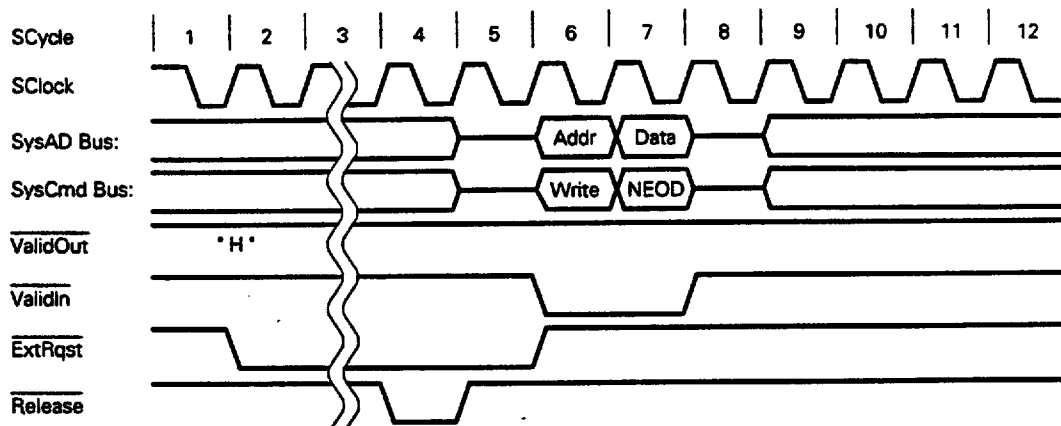 SCycle 1 2 3 4 5 6 7 8 9 10 11 12
SClock
SysAD Bus: Addr Data
SysCmd Bus: Write NEOD
ValidOut "H"
ValidIn
ExtRqst
Release